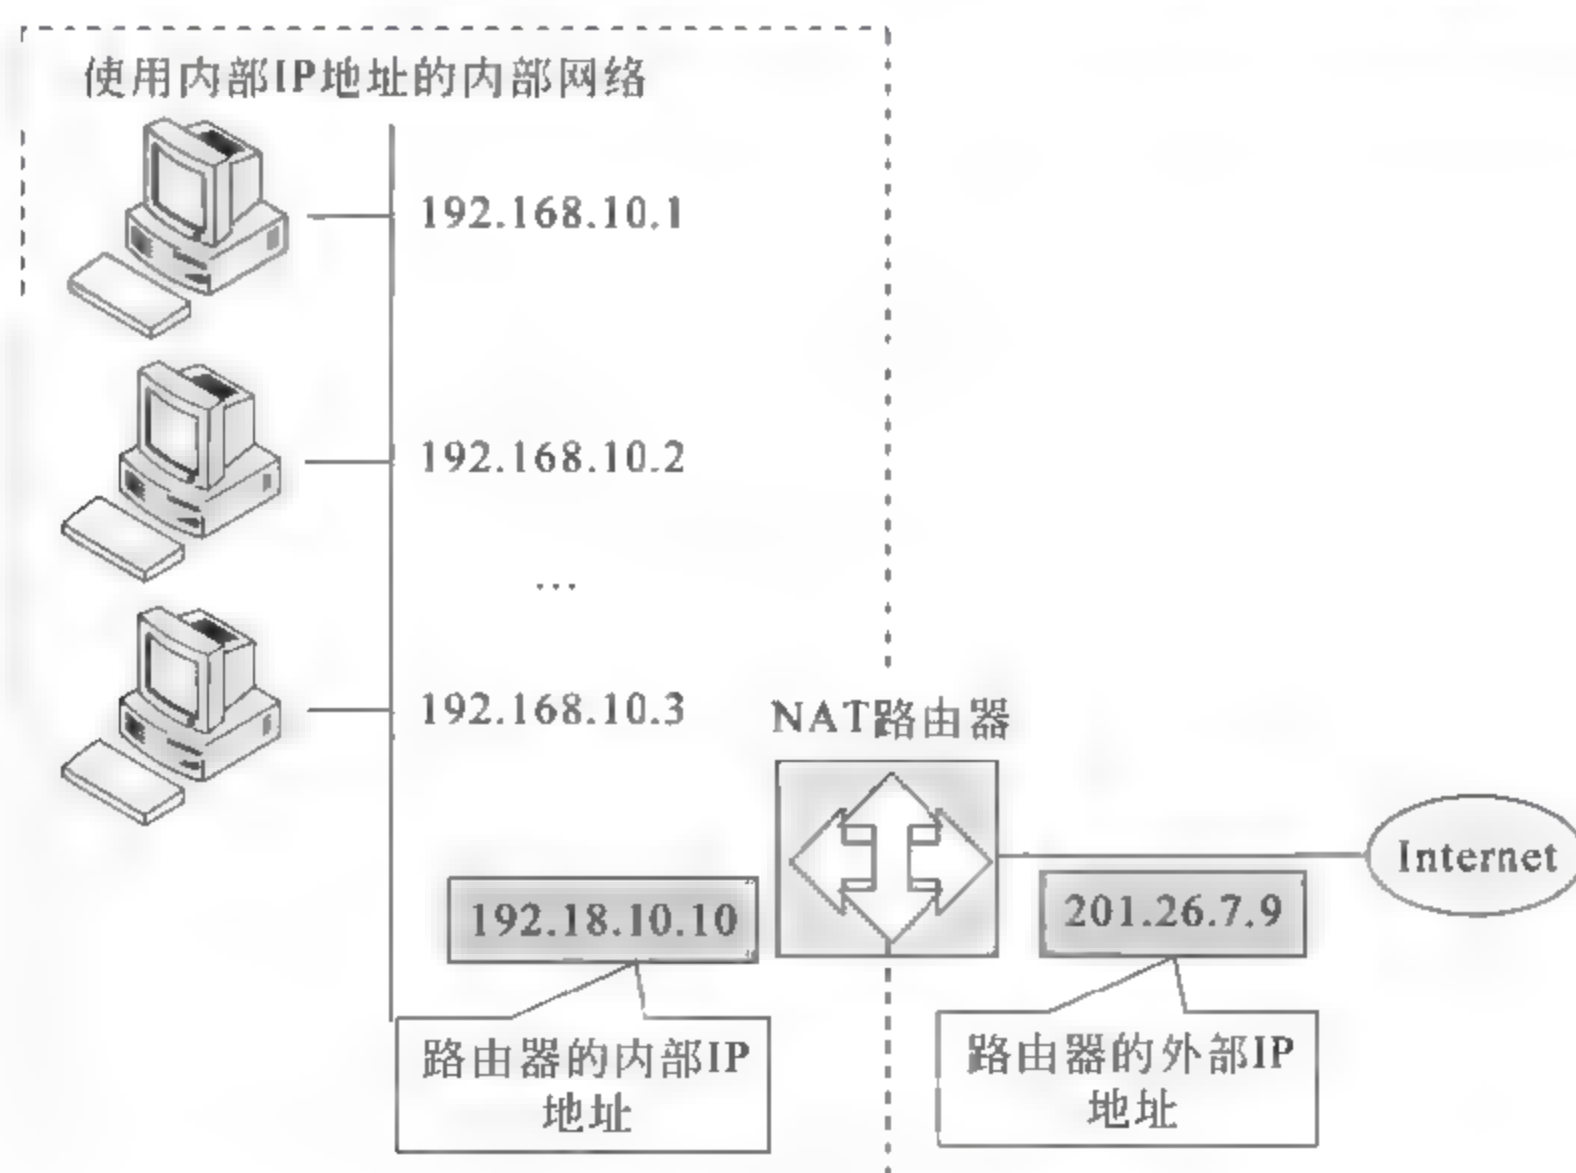 使用内部IP地址的内部网络
192.168.10.1
192.168.10.2
...
192.168.10.3
NAT路由器
Internet
192.18.10.10
201.26.7.9
路由器的内部IP
地址
路由器的外部IP
地址